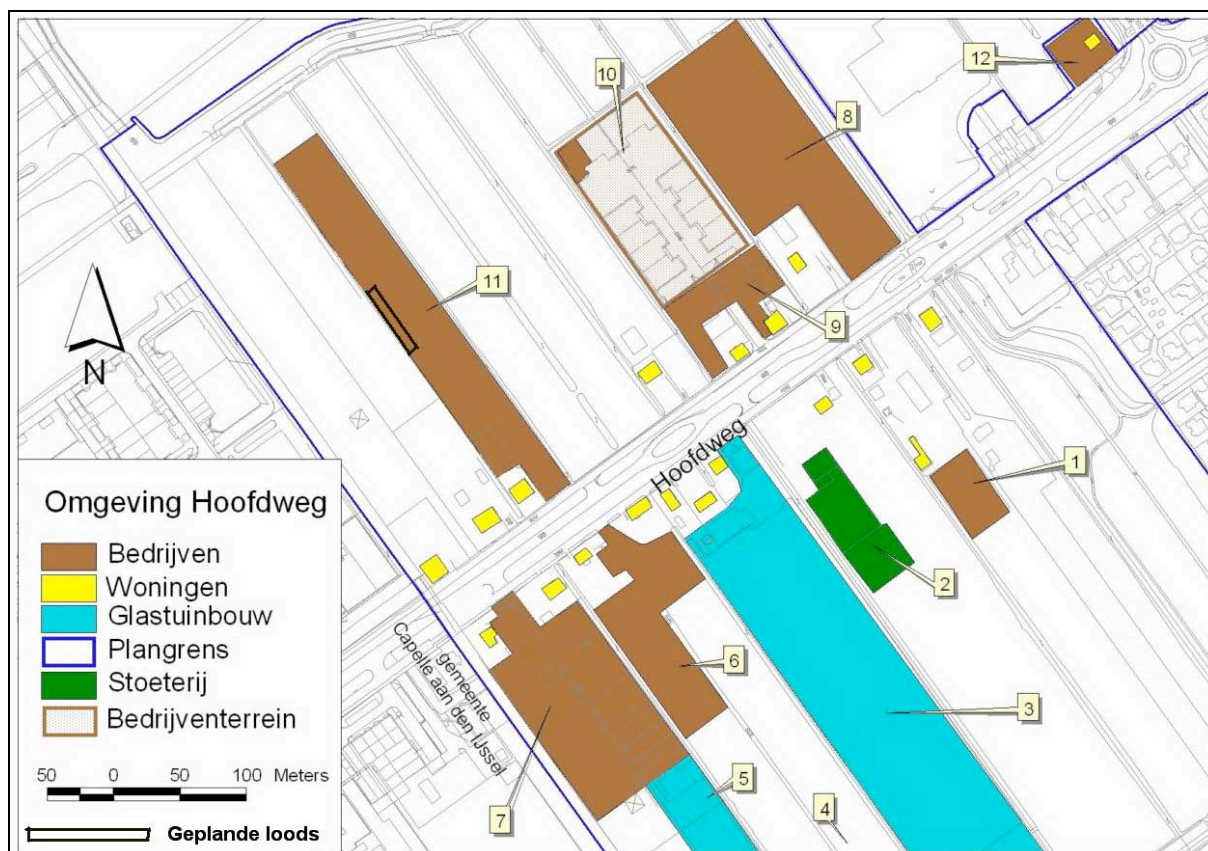 12
10
8
11
9
N
Hoofdweg
1
2
gemeente
Capelle aan den IJssel
6
3
5
7
4
Omgeving Hoofdweg
Bedrijven
Woningen
Glastuinbouw
Plangrens
Stoeterij
Bedrijventerrein
50 0 50 100 Meters
Geplande loods